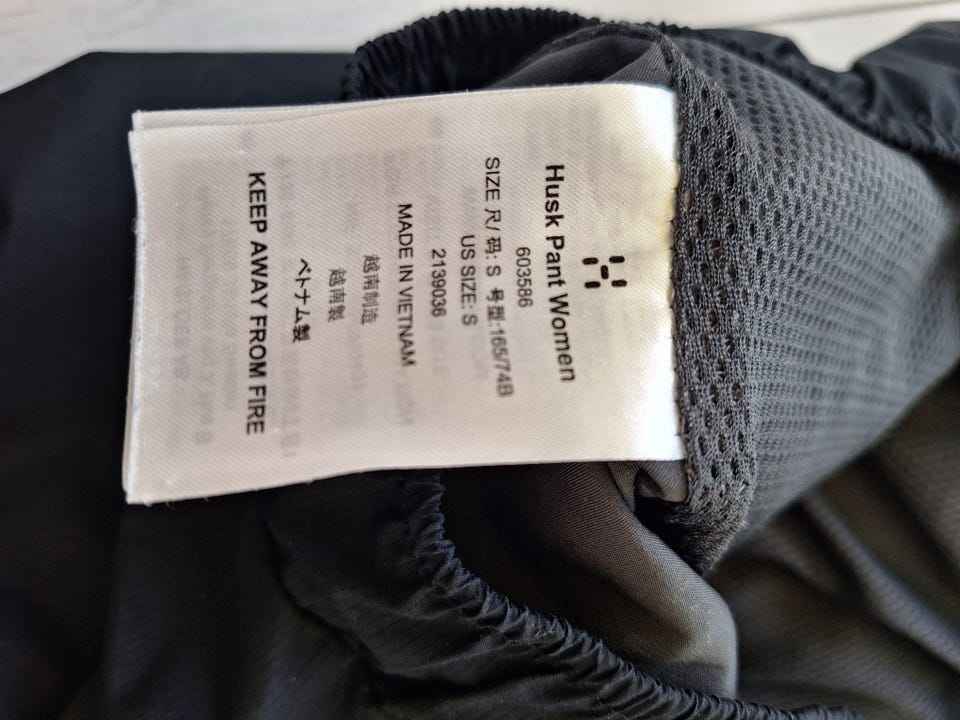 Husk Pant Women
603586
SIZE 尺/ 码: S 号型:165/74B
US SIZE: S
2139036
MADE IN VIETNAM
越南制造
越南製
ベトナム製
KEEP AWAY FROM FIRE